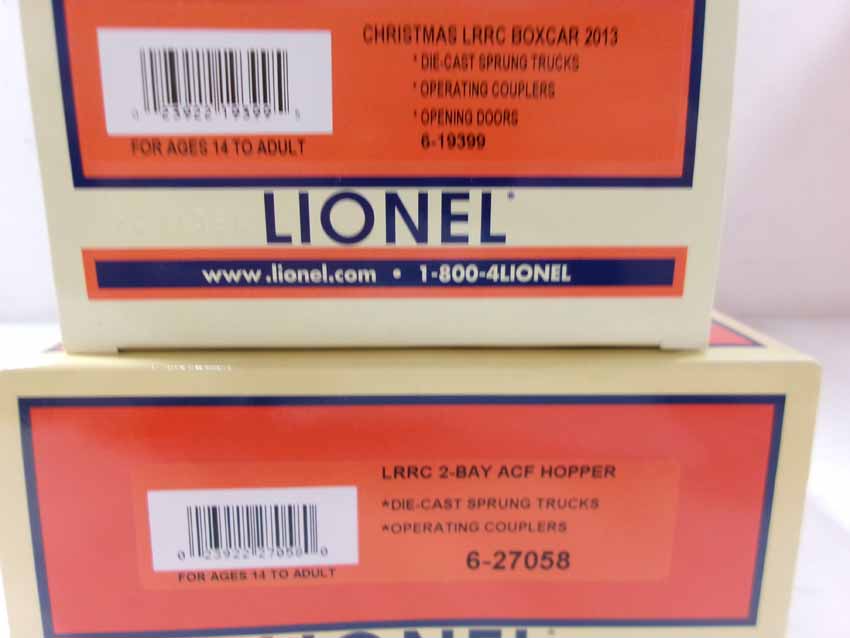 CHRISTMAS LRRC BOXCAR 2013
* DIE-CAST SPRUNG TRUCKS
* OPERATING COUPLERS
* OPENING DOORS
6-19399
0 23922 19399 5
FOR AGES 14 TO ADULT
LIONEL
www.lionel.com • 1-800-4LIONEL
LRRC 2-BAY ACF HOPPER
*DIE-CAST SPRUNG TRUCKS
*OPERATING COUPLERS
6-27058
0 23922 27058 0
FOR AGES 14 TO ADULT
LIONEL